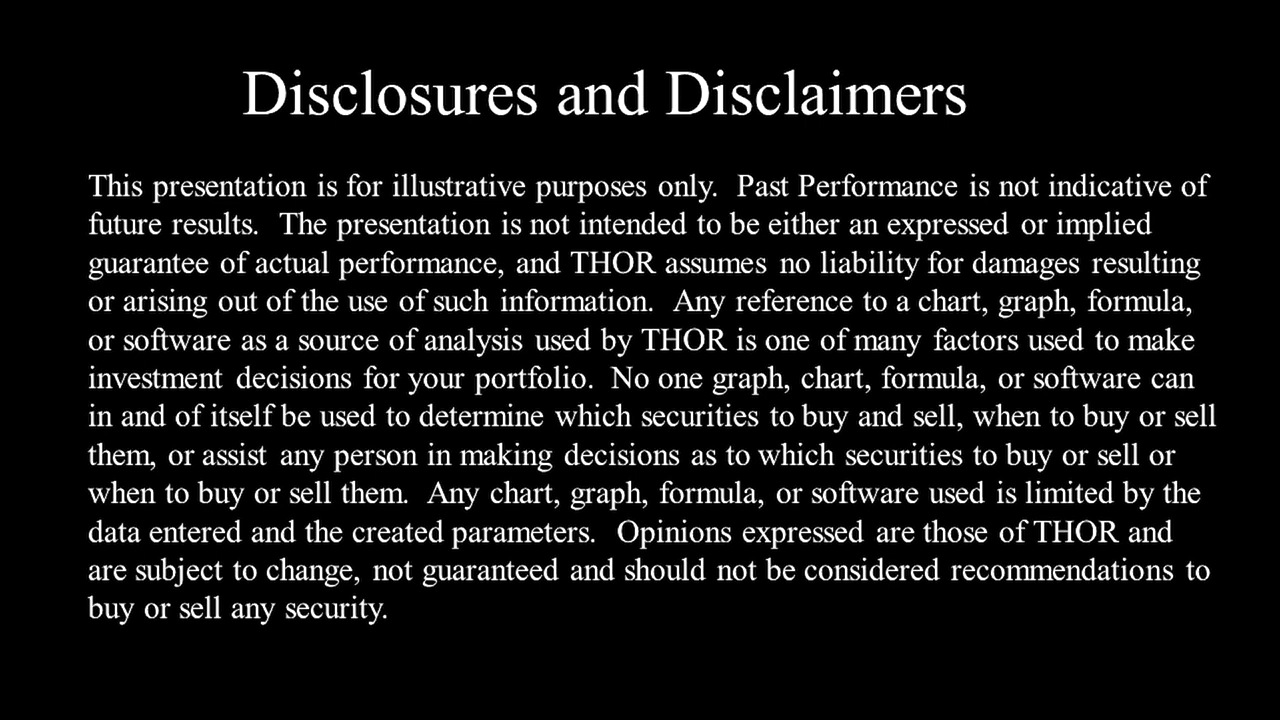 Disclosures and Disclaimers
This presentation is for illustrative purposes only.  Past Performance is not indicative of
future results.  The presentation is not intended to be either an expressed or implied
guarantee of actual performance, and THOR assumes no liability for damages resulting
or arising out of the use of such information.  Any reference to a chart, graph, formula,
or software as a source of analysis used by THOR is one of many factors used to make
investment decisions for your portfolio.  No one graph, chart, formula, or software can
in and of itself be used to determine which securities to buy and sell, when to buy or sell
them, or assist any person in making decisions as to which securities to buy or sell or
when to buy or sell them.  Any chart, graph, formula, or software used is limited by the
data entered and the created parameters.  Opinions expressed are those of THOR and
are subject to change, not guaranteed and should not be considered recommendations to
buy or sell any security.